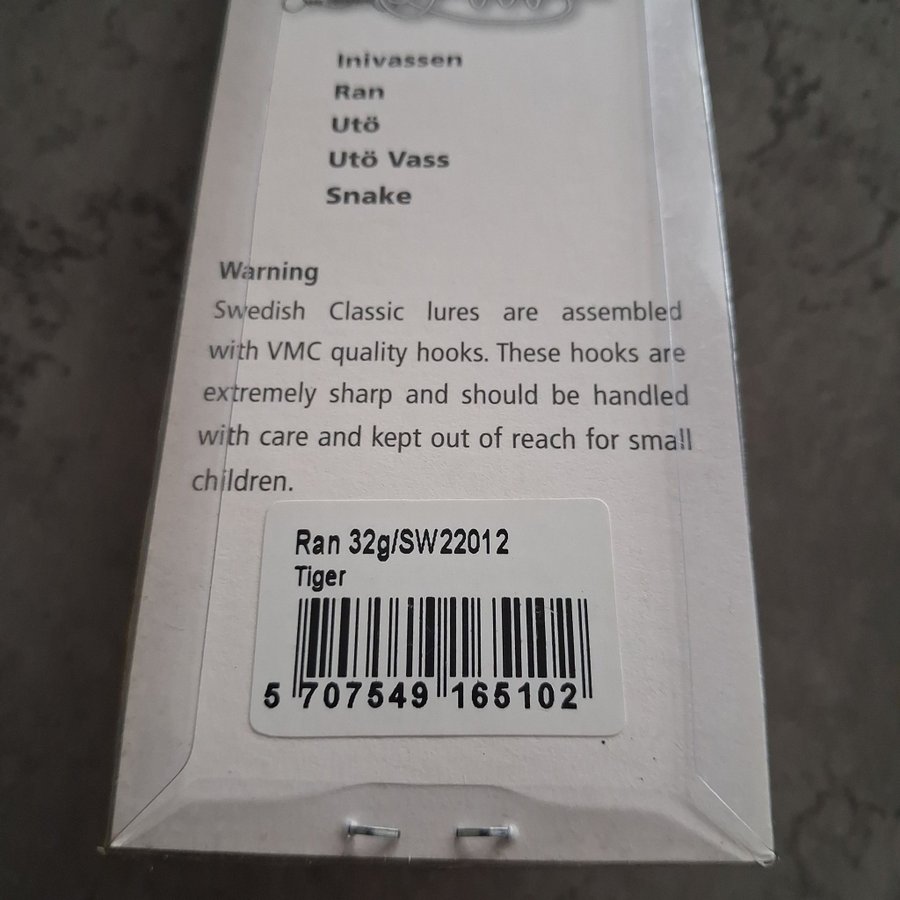 Inivassen
Ran
Utö
Utö Vass
Snake
Warning
Swedish Classic lures are assembled
with VMC quality hooks. These hooks are
extremely sharp and should be handled
with care and kept out of reach for small
children.
Ran 32g/SW22012
Tiger
5 707549 165102